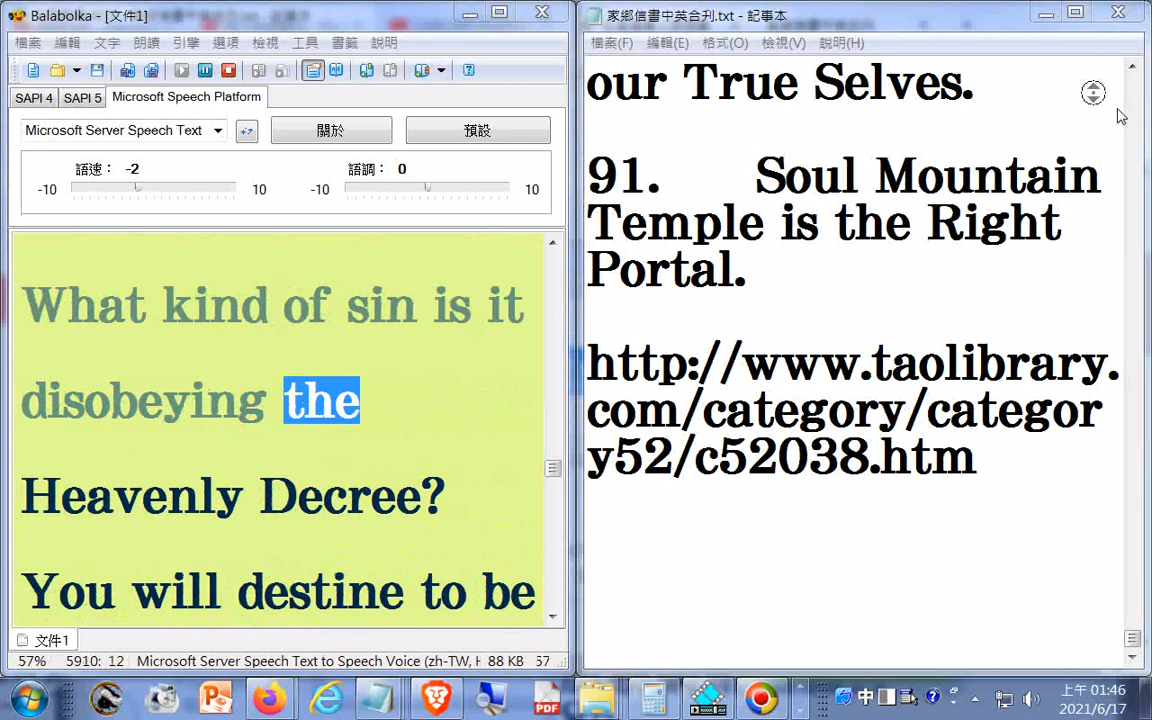 Balabolka - [文件1]
檔案 編輯 文字 朗讀 引擎 選項 檢視 工具 書籤 說明
SAPI 4 SAPI 5 Microsoft Speech Platform
Microsoft Server Speech Text 關於 預設
語速： -2 語調： 0
-10 10 -10 10
What kind of sin is it
disobeying the
Heavenly Decree?
You will destine to be
文件1
57% 5910: 12 Microsoft Server Speech Text to Speech Voice (zh-TW, H 88 KB 57
家鄉信書中英合刋.txt - 記事本
檔案(F) 編輯(E) 格式(O) 檢視(V) 說明(H)
our True Selves.
91. Soul Mountain
Temple is the Right
Portal.
http://www.taolibrary.
com/category/categor
y52/c52038.htm
PDF
中
上午 01:46
2021/6/17